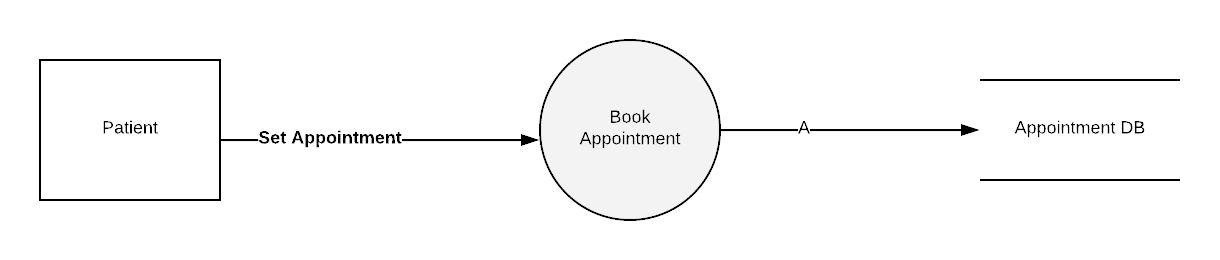 Patient
Set Appointment
Book
Appointment
A
Appointment DB